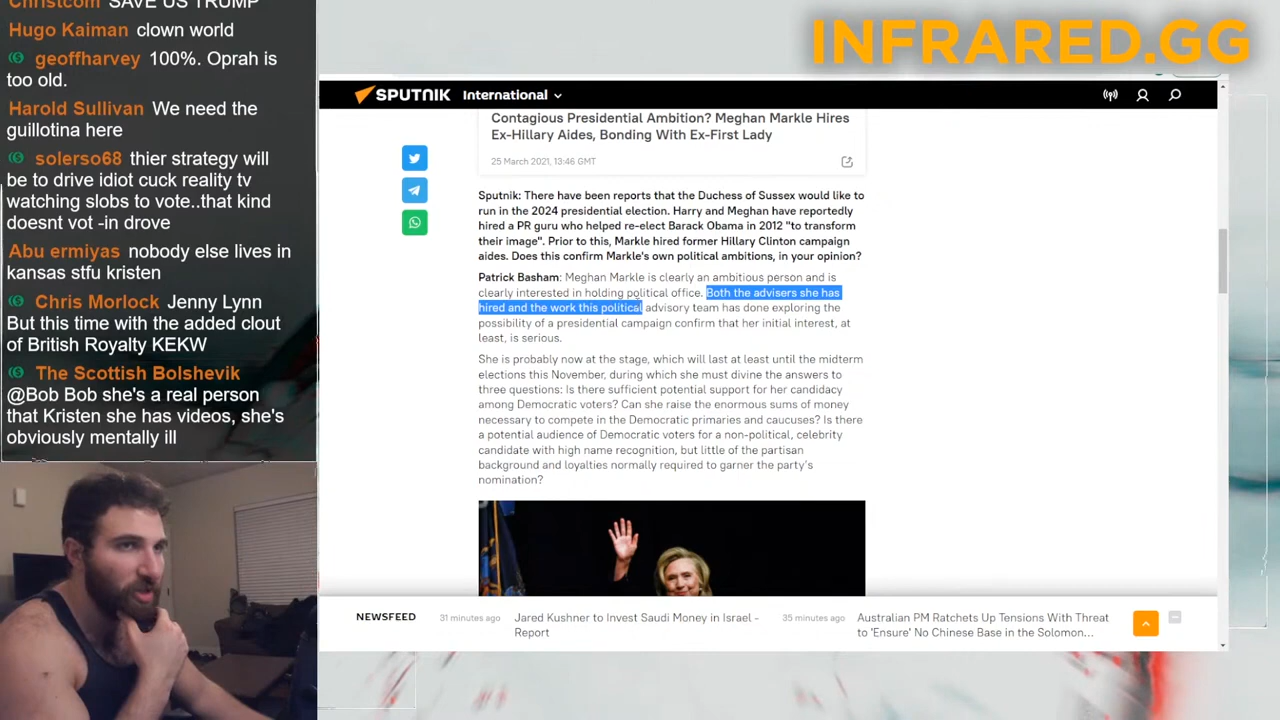 Christcom SAVE US TRUMP
Hugo Kaiman clown world
geoffharvey 100%. Oprah is
too old.
Harold Sullivan We need the
guillotina here
solerso68 thier strategy will
be to drive idiot cuck reality tv
watching slobs to vote..that kind
doesnt vot -in drove
Abu ermiyas nobody else lives in
kansas stfu kristen
Chris Morlock Jenny Lynn
But this time with the added clout
of British Royalty KEKW
The Scottish Bolshevik
@Bob Bob she's a real person
that Kristen she has videos, she's
obviously mentally ill
INFRARED.GG
SPUTNIK International
Contagious Presidential Ambition? Meghan Markle Hires
Ex-Hillary Aides, Bonding With Ex-First Lady
25 March 2021, 13:46 GMT
Sputnik: There have been reports that the Duchess of Sussex would like to
run in the 2024 presidential election. Harry and Meghan have reportedly
hired a PR guru who helped re-elect Barack Obama in 2012 "to transform
their image". Prior to this, Markle hired former Hillary Clinton campaign
aides. Does this confirm Markle's own political ambitions, in your opinion?
Patrick Basham: Meghan Markle is clearly an ambitious person and is
clearly interested in holding political office. Both the advisers she has
hired and the work this political advisory team has done exploring the
possibility of a presidential campaign confirm that her initial interest, at
least, is serious.
She is probably now at the stage, which will last at least until the midterm
elections this November, during which she must divine the answers to
three questions: Is there sufficient potential support for her candidacy
among Democratic voters? Can she raise the enormous sums of money
necessary to compete in the Democratic primaries and caucuses? Is there
a potential audience of Democratic voters for a non-political, celebrity
candidate with high name recognition, but little of the partisan
background and loyalties normally required to garner the party's
nomination?
NEWSFEED
31 minutes ago
Jared Kushner to Invest Saudi Money in Israel -
Report
35 minutes ago
Australian PM Ratchets Up Tensions With Threat
to 'Ensure' No Chinese Base in the Solomon...